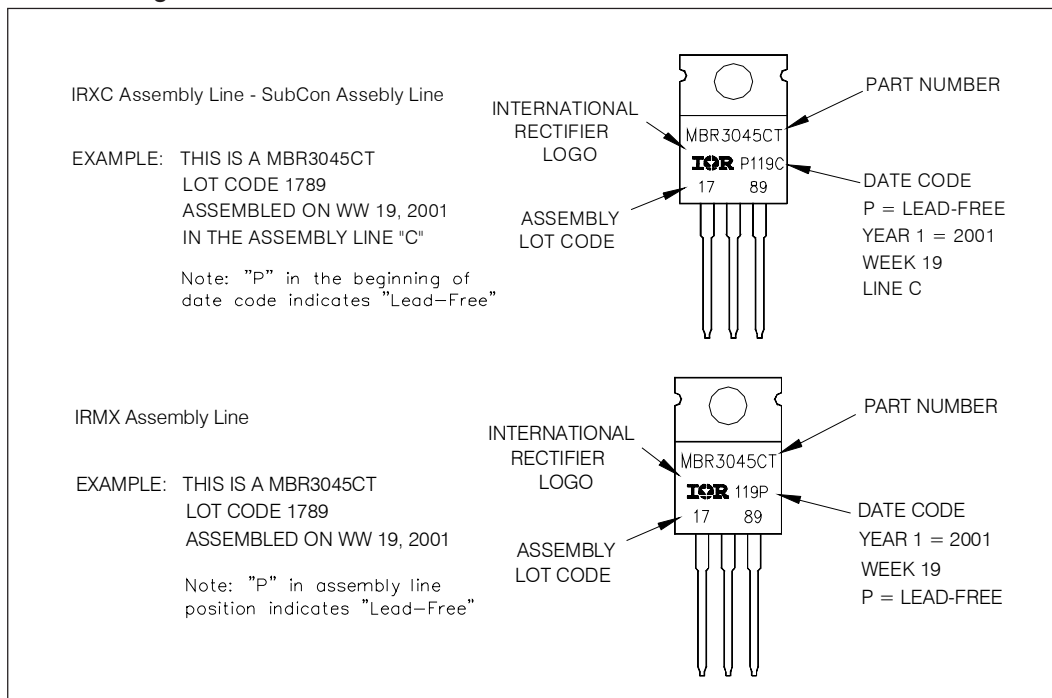 IRXC Assembly Line - SubCon Assebly Line
EXAMPLE: THIS IS A MBR3045CT
LOT CODE 1789
ASSEMBLED ON WW 19, 2001
IN THE ASSEMBLY LINE "C"
Note: "P" in the beginning of
date code indicates "Lead-Free"
INTERNATIONAL
RECTIFIER
LOGO
ASSEMBLY
LOT CODE
MBR3045CT
IOR P119C
17 89
PART NUMBER
DATE CODE
P = LEAD-FREE
YEAR 1 = 2001
WEEK 19
LINE C
IRMX Assembly Line
EXAMPLE: THIS IS A MBR3045CT
LOT CODE 1789
ASSEMBLED ON WW 19, 2001
Note: "P" in assembly line
position indicates "Lead-Free"
INTERNATIONAL
RECTIFIER
LOGO
ASSEMBLY
LOT CODE
MBR3045CT
IOR 119P
17 89
PART NUMBER
DATE CODE
YEAR 1 = 2001
WEEK 19
P = LEAD-FREE